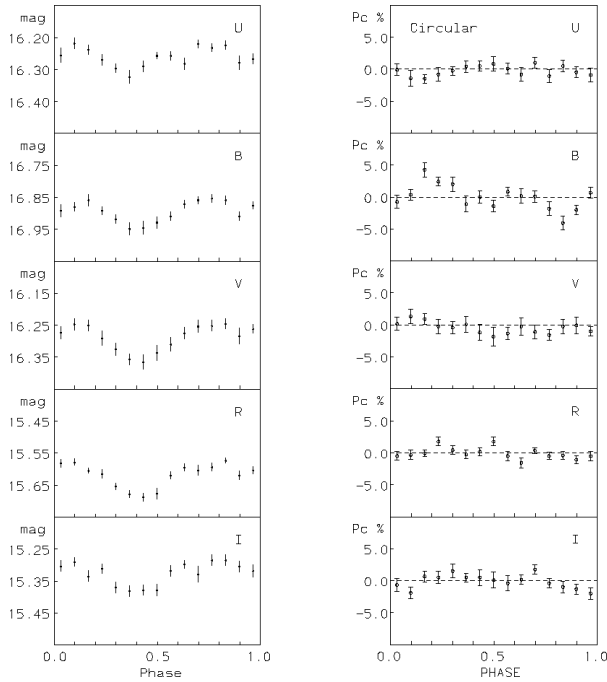 mag
U
16.20
16.30
16.40
mag
B
16.75
16.85
16.95
mag
V
16.15
16.25
16.35
mag
R
15.45
15.55
15.65
mag
I
15.25
15.35
15.45
0.0 0.5 1.0
Phase
Pc % Circular U
5.0
0.0
-5.0
Pc % B
5.0
0.0
-5.0
Pc % V
5.0
0.0
-5.0
Pc % R
5.0
0.0
-5.0
Pc % I
5.0
0.0
-5.0
0.0 0.5 1.0
PHASE